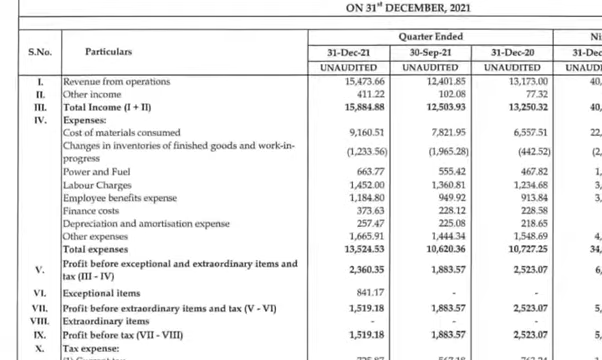 ON 31st DECEMBER, 2021
Quarter Ended
S.No. Particulars 31-Dec-21 30-Sep-21 31-Dec-20
UNAUDITED UNAUDITED UNAUDITED
I. Revenue from operations 15,473.66 12,401.85 13,173.00 40,
II. Other income 411.22 102.08 77.32
III. Total Income (I + II) 15,884.88 12,503.93 13,250.32 40,
IV. Expenses:
Cost of materials consumed 9,160.51 7,821.95 6,557.51 22,
Changes in inventories of finished goods and work-in-
progress (1,233.56) (1,965.28) (442.52) (2,
Power and Fuel 663.77 555.42 467.82 1,
Labour Charges 1,452.00 1,360.81 1,234.68 3,
Employee benefits expense 1,184.80 949.92 913.84 3,
Finance costs 373.63 228.12 228.58
Depreciation and amortisation expense 257.47 225.08 218.65
Other expenses 1,665.91 1,444.34 1,548.69 4,
Total expenses 13,524.53 10,620.36 10,727.25 34,
V. Profit before exceptional and extraordinary items and
tax (III - IV) 2,360.35 1,883.57 2,523.07 6,
VI. Exceptional items 841.17 - -
VII. Profit before extraordinary items and tax (V - VI) 1,519.18 1,883.57 2,523.07 5,
VIII. Extraordinary items - - -
IX. Profit before tax (VII - VIII) 1,519.18 1,883.57 2,523.07 5,
X. Tax expense: